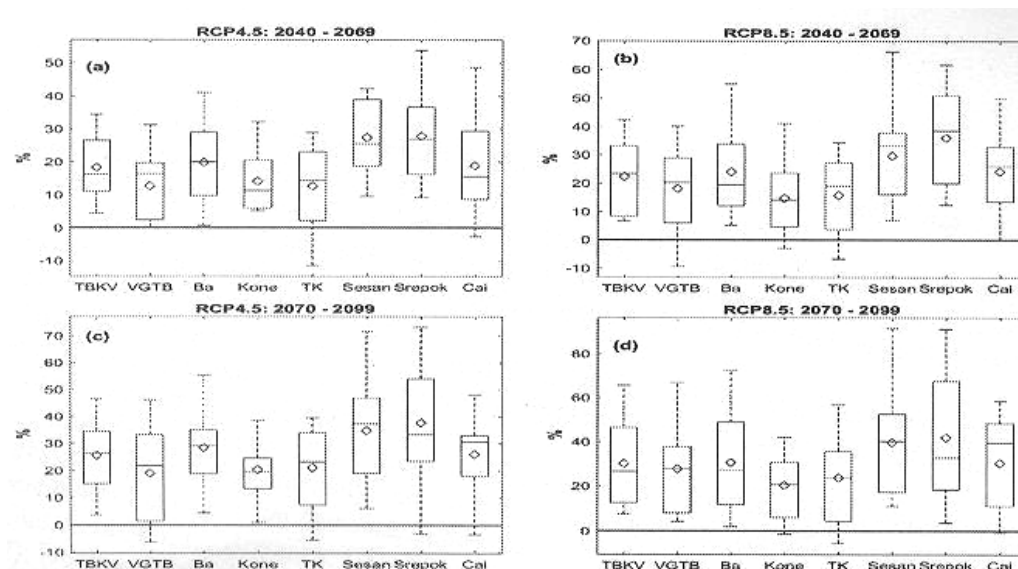 RCP4.5: 2040 - 2069
(a)
%
60
50
40
30
20
10
0
-10
TBKV VGTB Ba Kone TK Sesan Srepok Cai
RCP8.5: 2040 - 2069
(b)
%
70
60
50
40
30
20
10
0
-10
TBKV VGTB Ba Kone TK Sesan Srepok Cai
RCP4.5: 2070 - 2099
(c)
%
70
60
50
40
30
20
10
0
-10
TBKV VGTB Ba Kone TK Sesan Srepok Cai
RCP8.5: 2070 - 2099
(d)
%
80
60
40
20
0
TBKV VGTB Ba Kone TK Sesan Srepok Cai